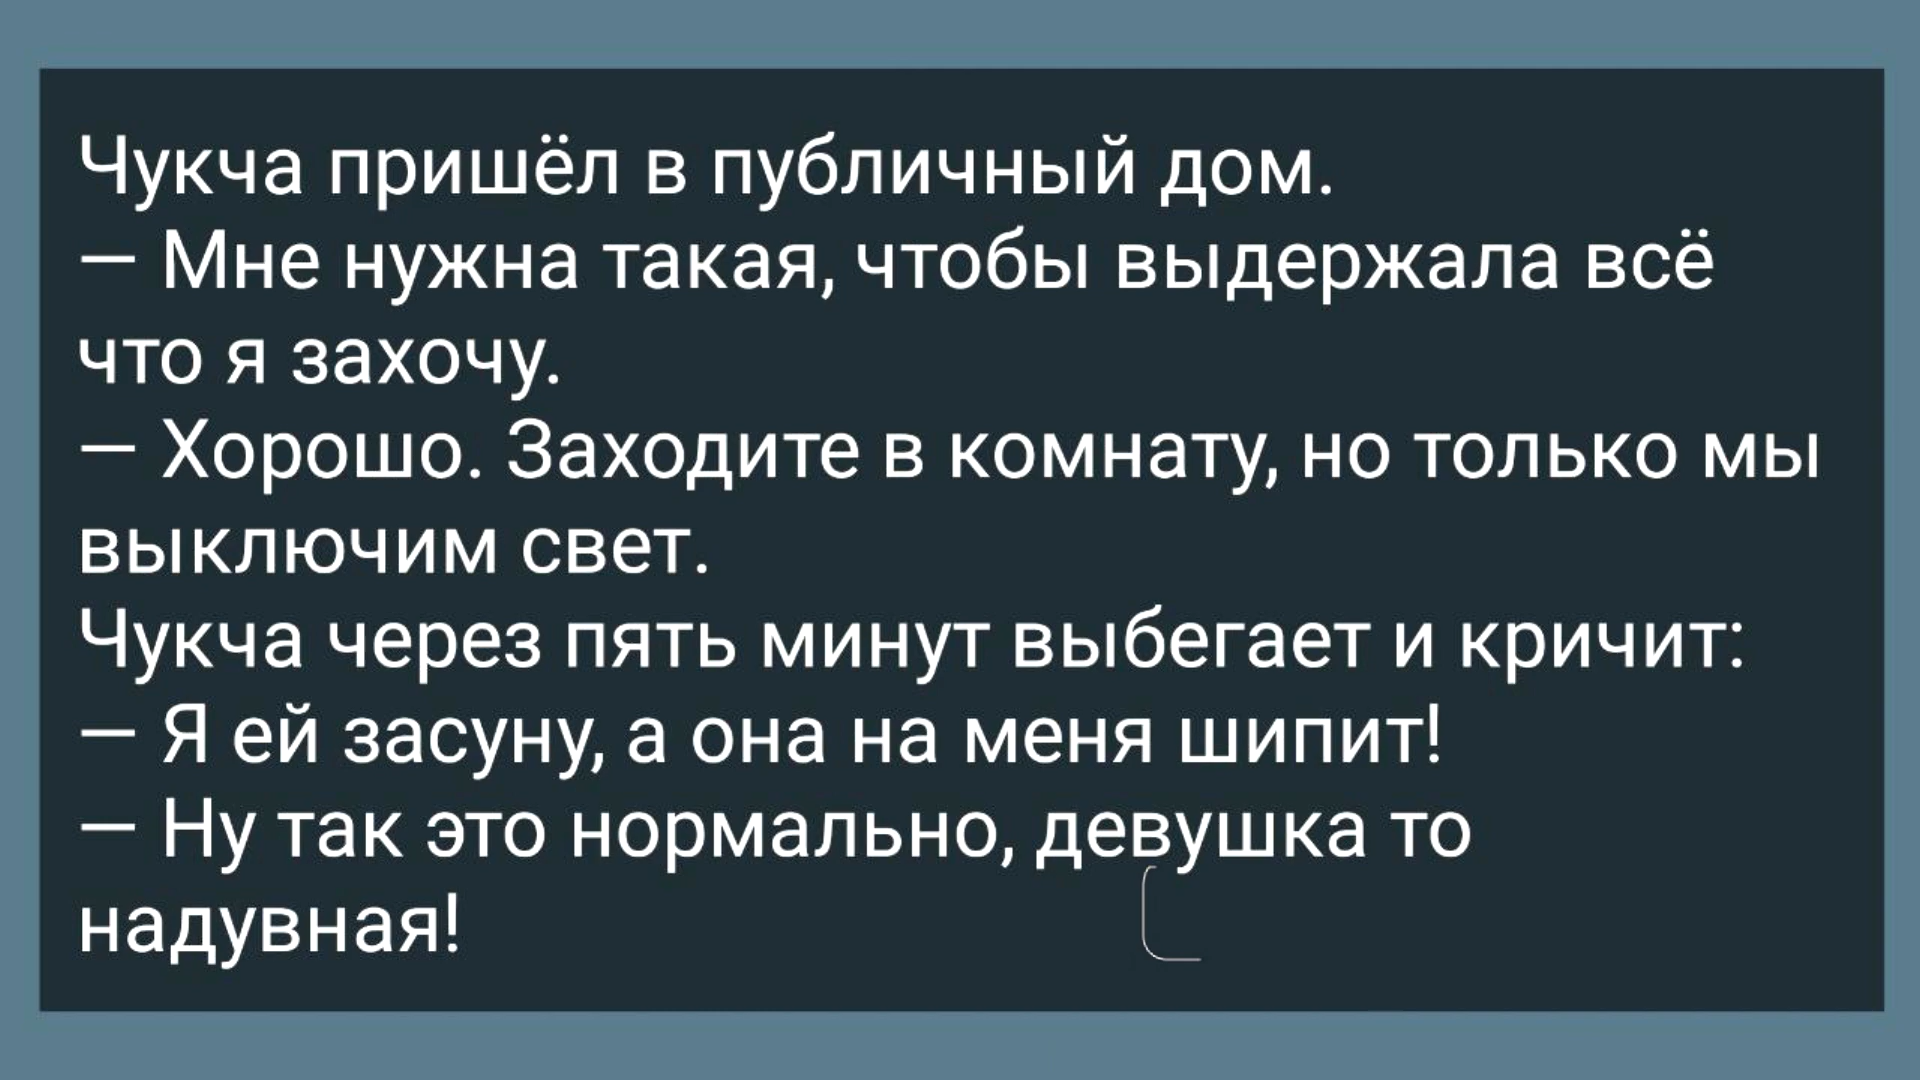 Чукча пришёл в публичный дом.
— Мне нужна такая, чтобы выдержала всё
что я захочу.
— Хорошо. Заходите в комнату, но только мы
выключим свет.
Чукча через пять минут выбегает и кричит:
— Я ей засуну, а она на меня шипит!
— Ну так это нормально, девушка то
надувная!